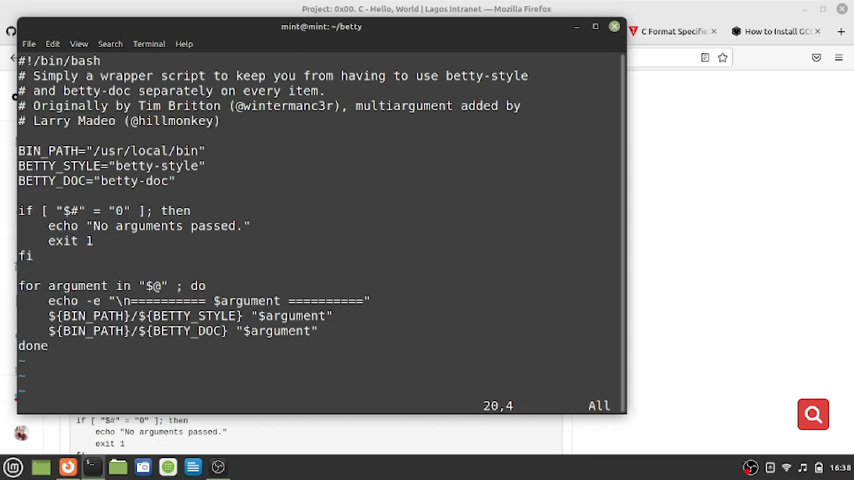 Project: 0x00. C - Hello, World | Lagos Intranet — Mozilla Firefox
mint@mint: ~/betty
File Edit View Search Terminal Help
C Format Specifie
How to Install GCC
#!/bin/bash
# Simply a wrapper script to keep you from having to use betty-style
# and betty-doc separately on every item.
# Originally by Tim Britton (@wintermanc3r), multiargument added by
# Larry Madeo (@hillmonkey)
BIN_PATH="/usr/local/bin"
BETTY_STYLE="betty-style"
BETTY_DOC="betty-doc"
if [ "$#" = "0" ]; then
    echo "No arguments passed."
    exit 1
fi
for argument in "$@" ; do
    echo -e "\n========== $argument =========="
    ${BIN_PATH}/${BETTY_STYLE} "$argument"
    ${BIN_PATH}/${BETTY_DOC} "$argument"
done
~
~
~
20,4 All
if [ "$#" = "0" ]; then
    echo "No arguments passed."
    exit 1
16:38